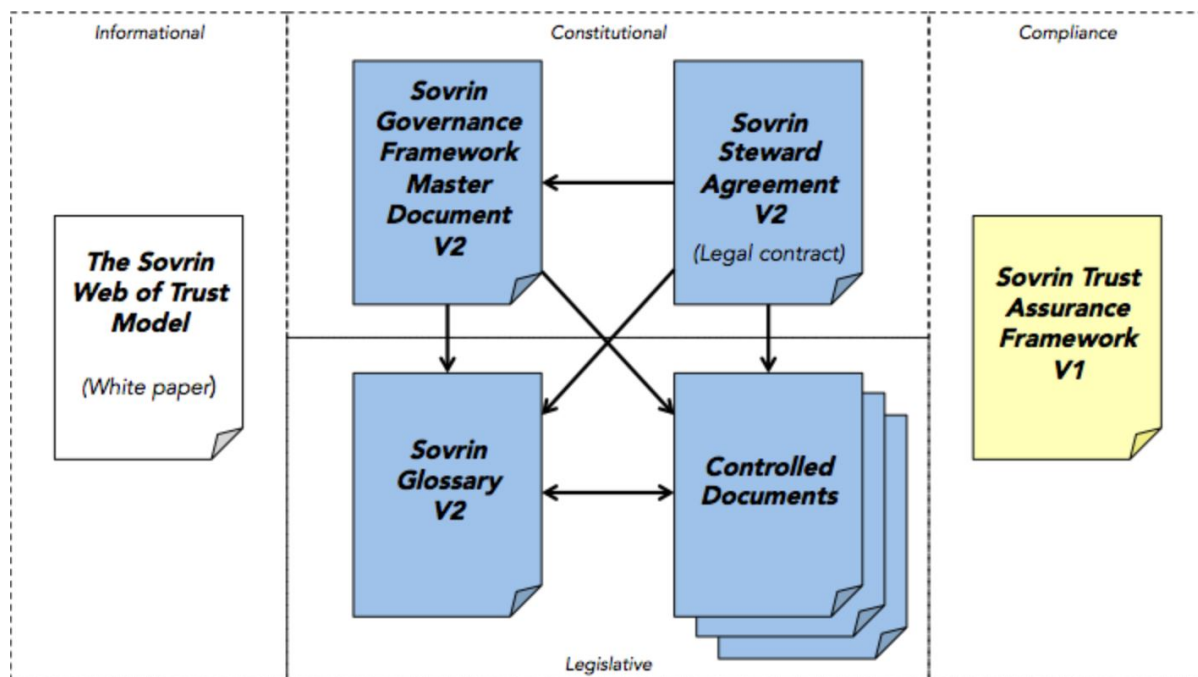 Informational
Constitutional
Compliance
Sovrin
Governance
Framework
Master
Document
V2
Sovrin
Steward
Agreement
V2
(Legal contract)
The Sovrin
Web of Trust
Model
(White paper)
Sovrin Trust
Assurance
Framework
V1
Sovrin
Glossary
V2
Controlled
Documents
Legislative